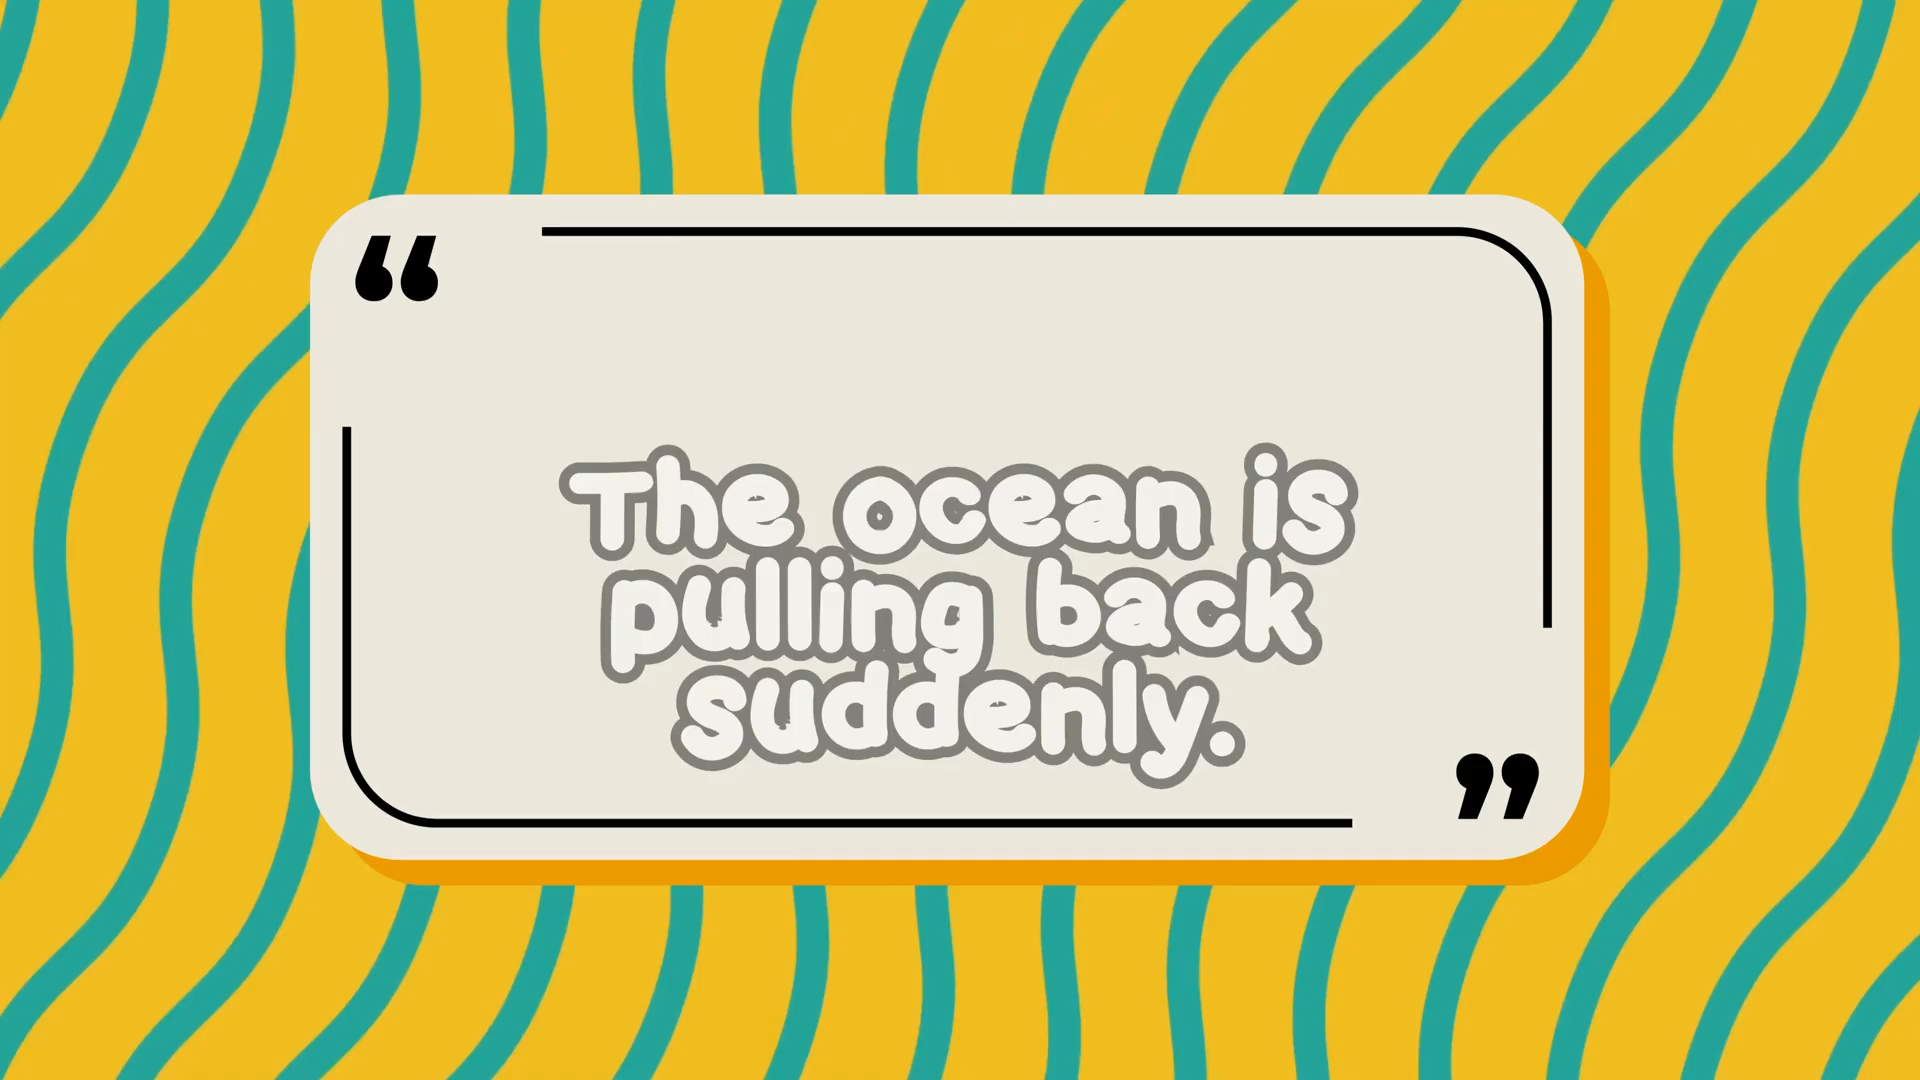 “
The ocean is
pulling back
suddenly.
”